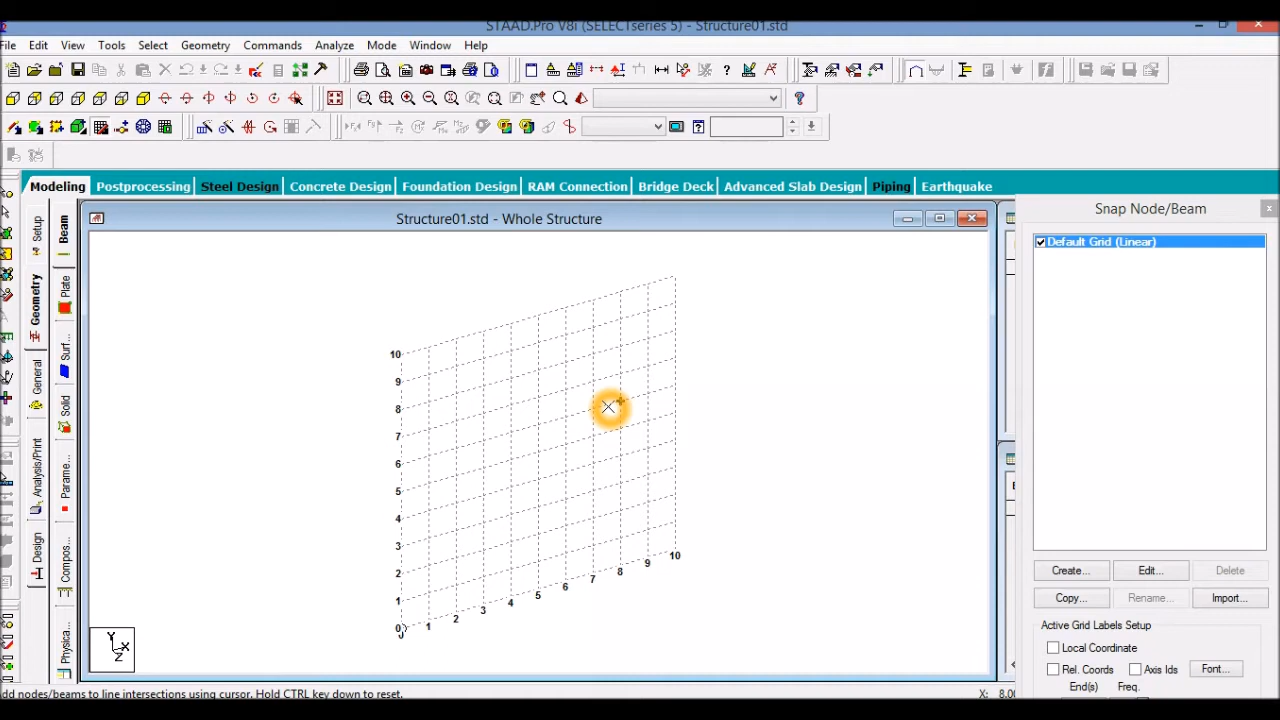 STAAD.Pro V8i (SELECTseries 5) - Structure01.std
File Edit View Tools Select Geometry Commands Analyze Mode Window Help
Modeling Postprocessing Steel Design Concrete Design Foundation Design RAM Connection Bridge Deck Advanced Slab Design Piping Earthquake
Setup
Geometry
General
Analysis/Print
Design
Beam
Plate
Surf...
Solid
Parame...
Compos...
Physica...
Structure01.std - Whole Structure
10
9
8
7
6
5
4
3
2
1
0
0 1 2 3 4 5 6 7 8 9 10
Y
X
Z
Snap Node/Beam
Default Grid (Linear)
Create... Edit... Delete
Copy... Rename... Import...
Active Grid Labels Setup
Local Coordinate
Rel. Coords Axis Ids Font...
End(s) Freq.
dd nodes/beams to line intersections using cursor. Hold CTRL key down to reset.
X: 8.00